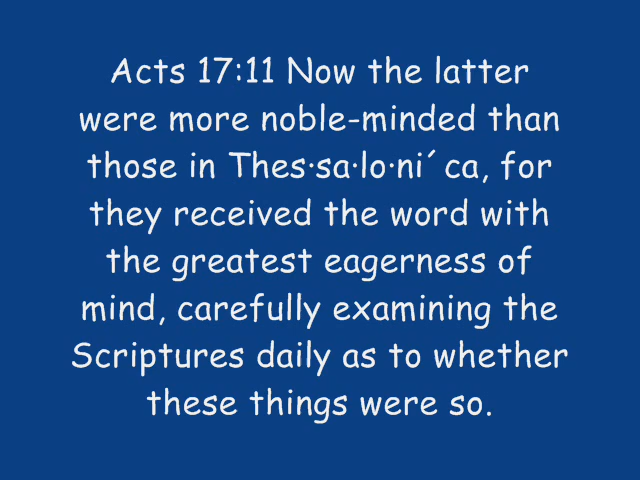 Acts 17:11 Now the latter
were more noble-minded than
those in Thes·sa·lo·ni´ca, for
they received the word with
the greatest eagerness of
mind, carefully examining the
Scriptures daily as to whether
these things were so.